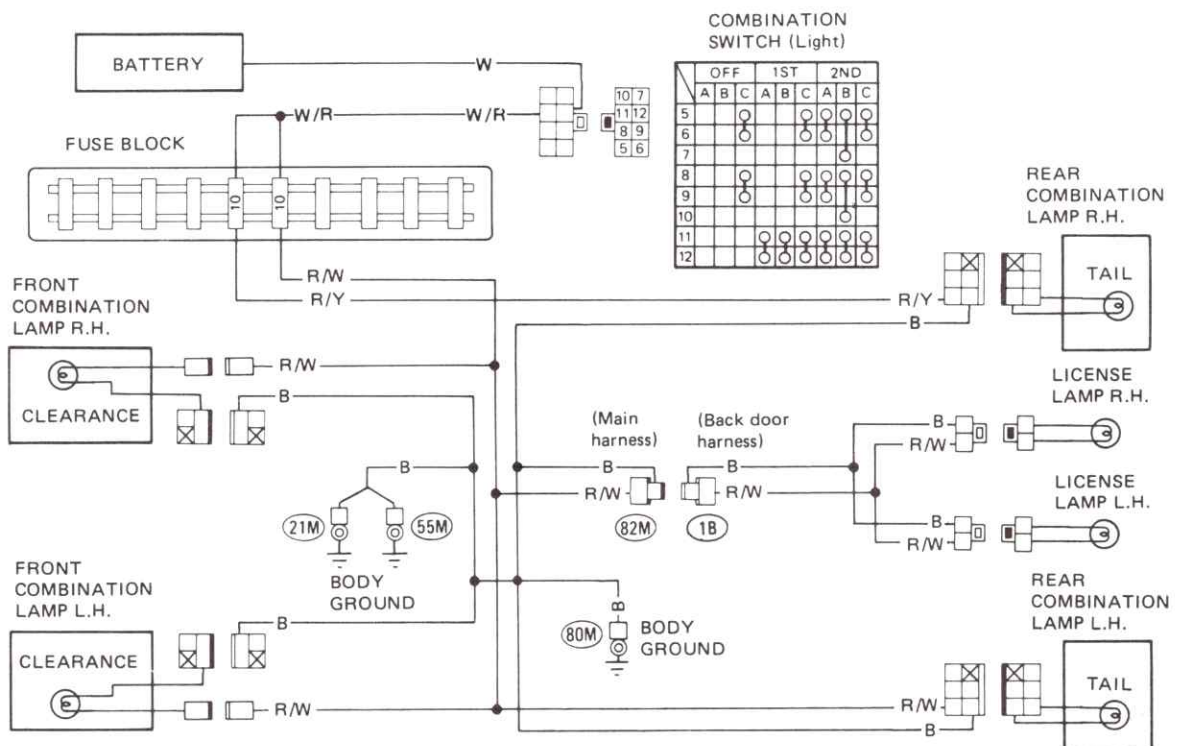 COMBINATION
SWITCH (Light)
BATTERY
W
OFF 1ST 2ND
A B C A B C A B C
5
6
7
8
9
10
11
12
10 7
11 12
8 9
5 6
W/R
W/R
FUSE BLOCK
10
10
REAR
COMBINATION
LAMP R.H.
TAIL
R/W
R/Y
R/Y
B
FRONT
COMBINATION
LAMP R.H.
CLEARANCE
R/W
B
LICENSE
LAMP R.H.
(Main
harness)
(Back door
harness)
B
R/W
B
R/W
B
R/W
82M
1B
B
21M
55M
BODY
GROUND
LICENSE
LAMP L.H.
B
R/W
FRONT
COMBINATION
LAMP L.H.
CLEARANCE
B
R/W
B
80M
BODY
GROUND
REAR
COMBINATION
LAMP L.H.
TAIL
R/W
B